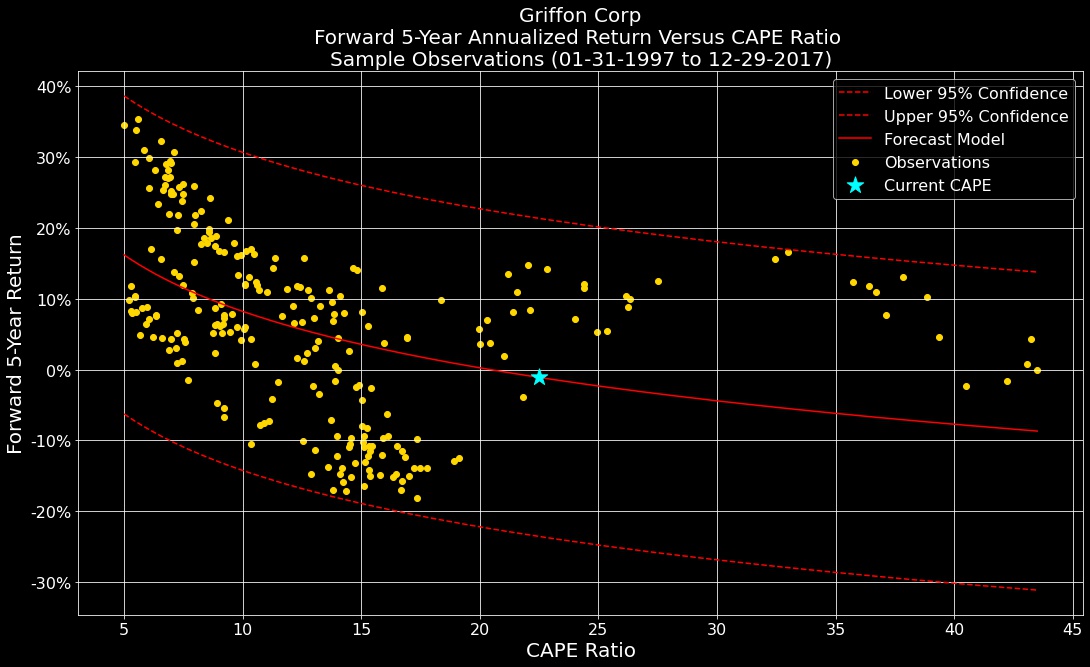 Griffon Corp
Forward 5-Year Annualized Return Versus CAPE Ratio
Sample Observations (01-31-1997 to 12-29-2017)
Lower 95% Confidence
Upper 95% Confidence
Forecast Model
Observations
Current CAPE
Forward 5-Year Return
40%
30%
20%
10%
0%
-10%
-20%
-30%
5 10 15 20 25 30 35 40 45
CAPE Ratio